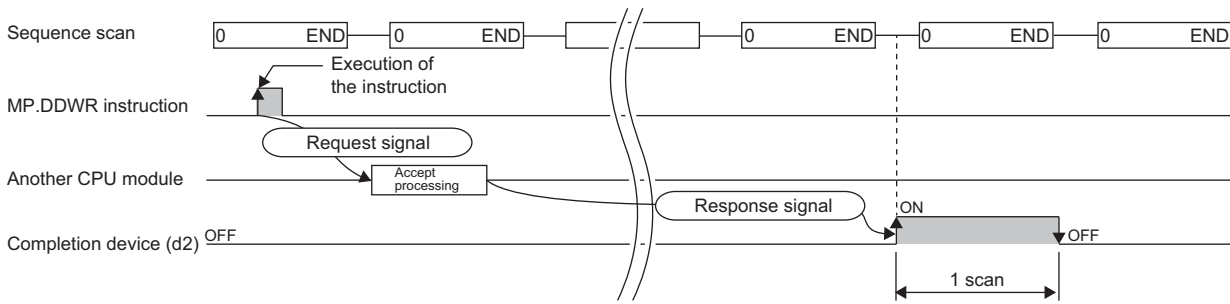 Sequence scan
0 END 0 END 0 END 0 END 0 END
Execution of
the instruction
MP.DDWR instruction
Request signal
Another CPU module
Accept
processing
Response signal
ON
Completion device (d2) OFF
OFF
1 scan